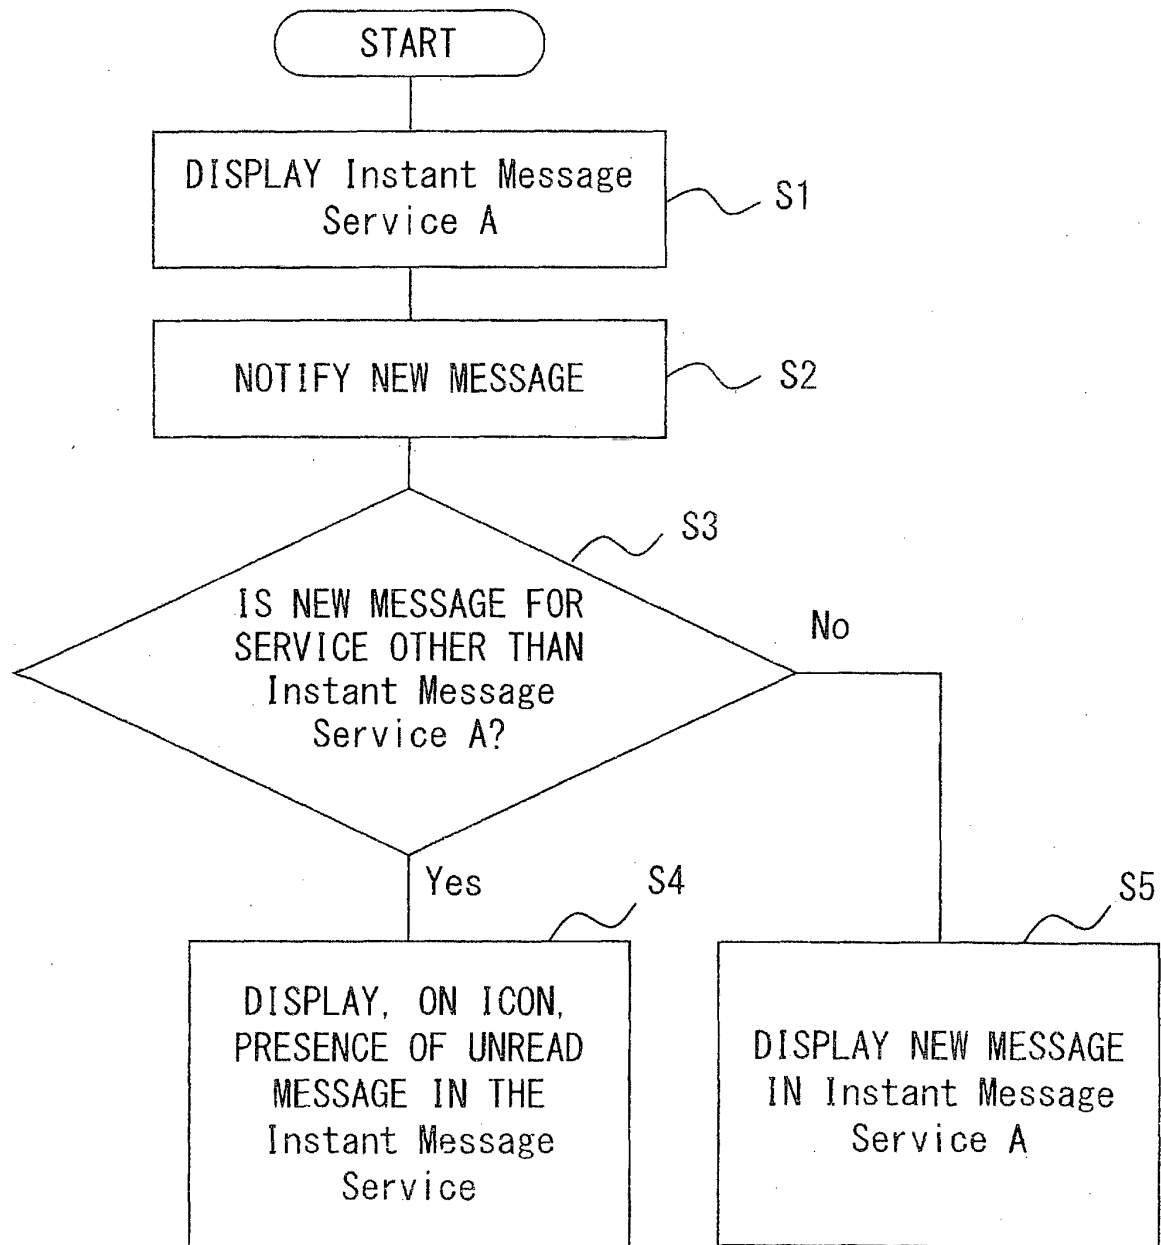 START
DISPLAY Instant Message
Service A
S1
NOTIFY NEW MESSAGE
S2
S3
IS NEW MESSAGE FOR
SERVICE OTHER THAN
Instant Message
Service A?
No
Yes
S4
DISPLAY, ON ICON,
PRESENCE OF UNREAD
MESSAGE IN THE
Instant Message
Service
S5
DISPLAY NEW MESSAGE
IN Instant Message
Service A